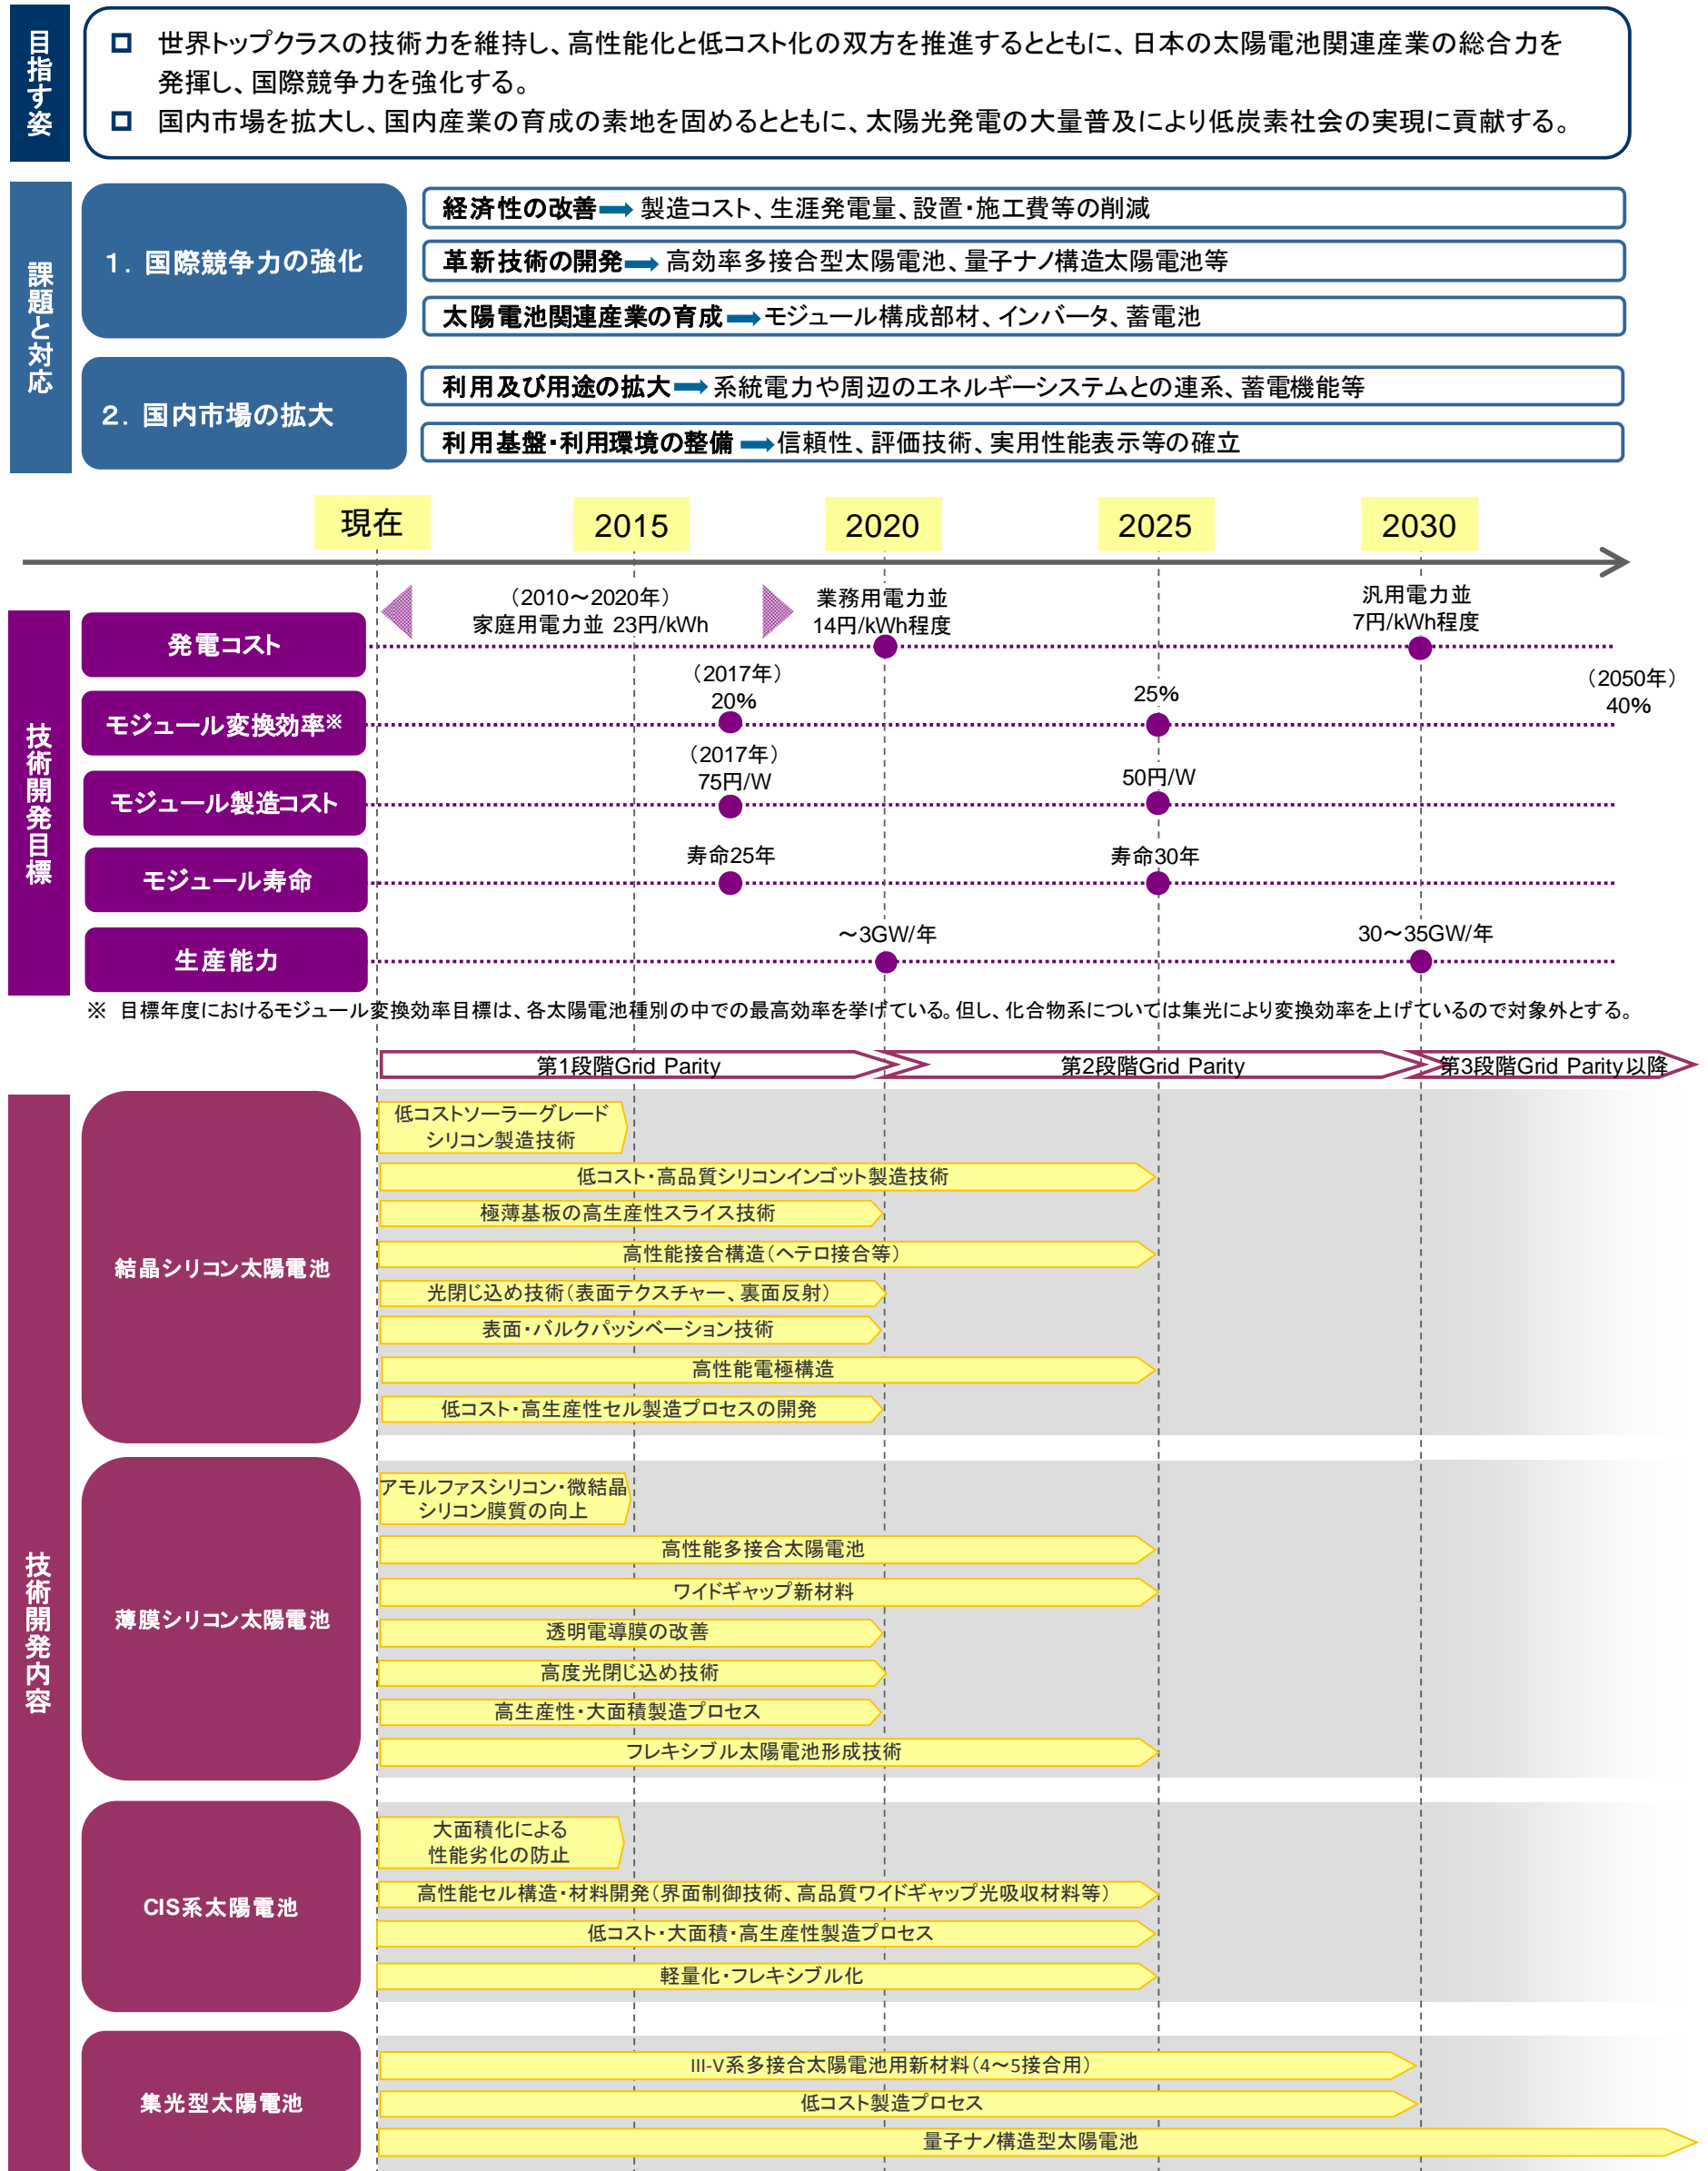 目指す姿
□ 世界トップクラスの技術力を維持し、高性能化と低コスト化の双方を推進するとともに、日本の太陽電池関連産業の総合力を
発揮し、国際競争力を強化する。
□ 国内市場を拡大し、国内産業の育成の素地を固めるとともに、太陽光発電の大量普及により低炭素社会の実現に貢献する。
課題と対応
1．国際競争力の強化
経済性の改善➡製造コスト、生涯発電量、設置・施工費等の削減
革新技術の開発➡高効率多接合型太陽電池、量子ナノ構造太陽電池等
太陽電池関連産業の育成➡モジュール構成部材、インバータ、蓄電池
2．国内市場の拡大
利用及び用途の拡大➡系統電力や周辺のエネルギーシステムとの連系、蓄電機能等
利用基盤・利用環境の整備➡信頼性、評価技術、実用性能表示等の確立
現在 2015 2020 2025 2030
技術開発目標
発電コスト
（2010～2020年）
家庭用電力並 23円/kWh
業務用電力並
14円/kWh程度
汎用電力並
7円/kWh程度
モジュール変換効率※
（2017年）
20%
25%
（2050年）
40%
モジュール製造コスト
（2017年）
75円/W
50円/W
モジュール寿命
寿命25年
寿命30年
生産能力
～3GW/年
30～35GW/年
※ 目標年度におけるモジュール変換効率目標は、各太陽電池種別の中での最高効率を挙げている。但し、化合物系については集光により変換効率を上げているので対象外とする。
第1段階Grid Parity 第2段階Grid Parity 第3段階Grid Parity以降
技術開発内容
結晶シリコン太陽電池
低コストソーラーグレード
シリコン製造技術
低コスト・高品質シリコンインゴット製造技術
極薄基板の高生産性スライス技術
高性能接合構造（ヘテロ接合等）
光閉じ込め技術（表面テクスチャー、裏面反射）
表面・バルクパッシベーション技術
高性能電極構造
低コスト・高生産性セル製造プロセスの開発
薄膜シリコン太陽電池
アモルファスシリコン・微結晶
シリコン膜質の向上
高性能多接合太陽電池
ワイドギャップ新材料
透明電導膜の改善
高度光閉じ込め技術
高生産性・大面積製造プロセス
フレキシブル太陽電池形成技術
CIS系太陽電池
大面積化による
性能劣化の防止
高性能セル構造・材料開発（界面制御技術、高品質ワイドギャップ光吸収材料等）
低コスト・大面積・高生産性製造プロセス
軽量化・フレキシブル化
集光型太陽電池
III-V系多接合太陽電池用新材料（4～5接合用）
低コスト製造プロセス
量子ナノ構造型太陽電池